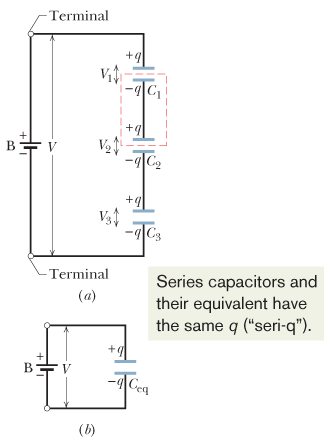 Terminal
+q
V1
–q C1
+q
+
B
–
V
V2
–q C2
+q
V3
–q C3
Terminal
(a)
Series capacitors and
their equivalent have
the same q (“seri-q”).
+q
+
B
–
V
–q Ceq
(b)